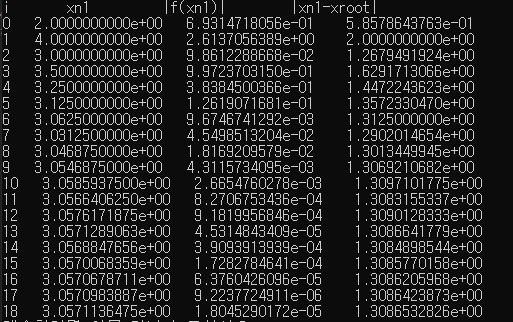 i xn1 |f(xn1)| |xn1-xroot|
0 2.0000000000e+00 6.9314718056e-01 5.8578643763e-01
1 4.0000000000e+00 2.6137056389e+00 2.0000000000e+00
2 3.0000000000e+00 9.8612288668e-02 1.2679491924e+00
3 3.5000000000e+00 9.9723703150e-01 1.6291713066e+00
4 3.2500000000e+00 3.8384500366e-01 1.4472243623e+00
5 3.1250000000e+00 1.2619071681e-01 1.3572330470e+00
6 3.0625000000e+00 9.6746741292e-03 1.3125000000e+00
7 3.0312500000e+00 4.5498513204e-02 1.2902014654e+00
8 3.0468750000e+00 1.8169209579e-02 1.3013449945e+00
9 3.0546875000e+00 4.3115734095e-03 1.3069210682e+00
10 3.0585937500e+00 2.6654760278e-03 1.3097101775e+00
11 3.0566406250e+00 8.2706753436e-04 1.3083155337e+00
12 3.0576171875e+00 9.1819956846e-04 1.3090128333e+00
13 3.0571289063e+00 4.5314843409e-05 1.3086641779e+00
14 3.0568847656e+00 3.9093913939e-04 1.3084898544e+00
15 3.0570068359e+00 1.7282784641e-04 1.3085770158e+00
16 3.0570678711e+00 6.3760426095e-05 1.3086205968e+00
17 3.0570983887e+00 9.2237724911e-06 1.3086423873e+00
18 3.0571136475e+00 1.8045290172e-05 1.3086532826e+00